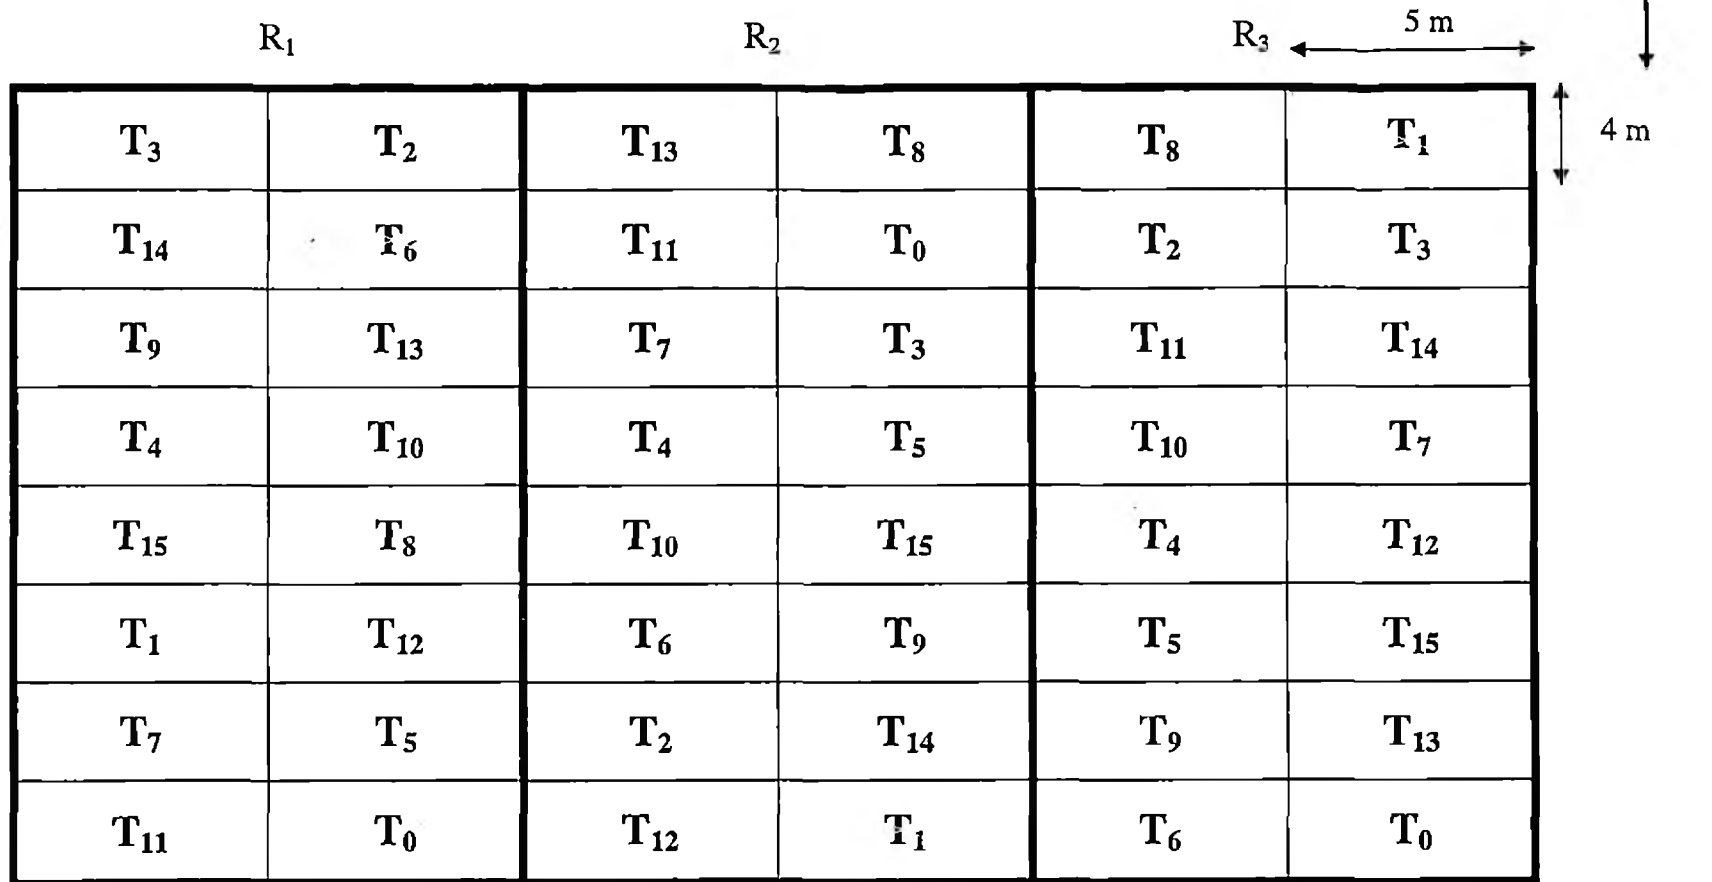 5 m
R₁ R₂ R₃
4 m
T₃ T₂ T₁₃ T₈ T₈ T₁
T₁₄ T₆ T₁₁ T₀ T₂ T₃
T₉ T₁₃ T₇ T₃ T₁₁ T₁₄
T₄ T₁₀ T₄ T₅ T₁₀ T₇
T₁₅ T₈ T₁₀ T₁₅ T₄ T₁₂
T₁ T₁₂ T₆ T₉ T₅ T₁₅
T₇ T₅ T₂ T₁₄ T₉ T₁₃
T₁₁ T₀ T₁₂ T₁ T₆ T₀